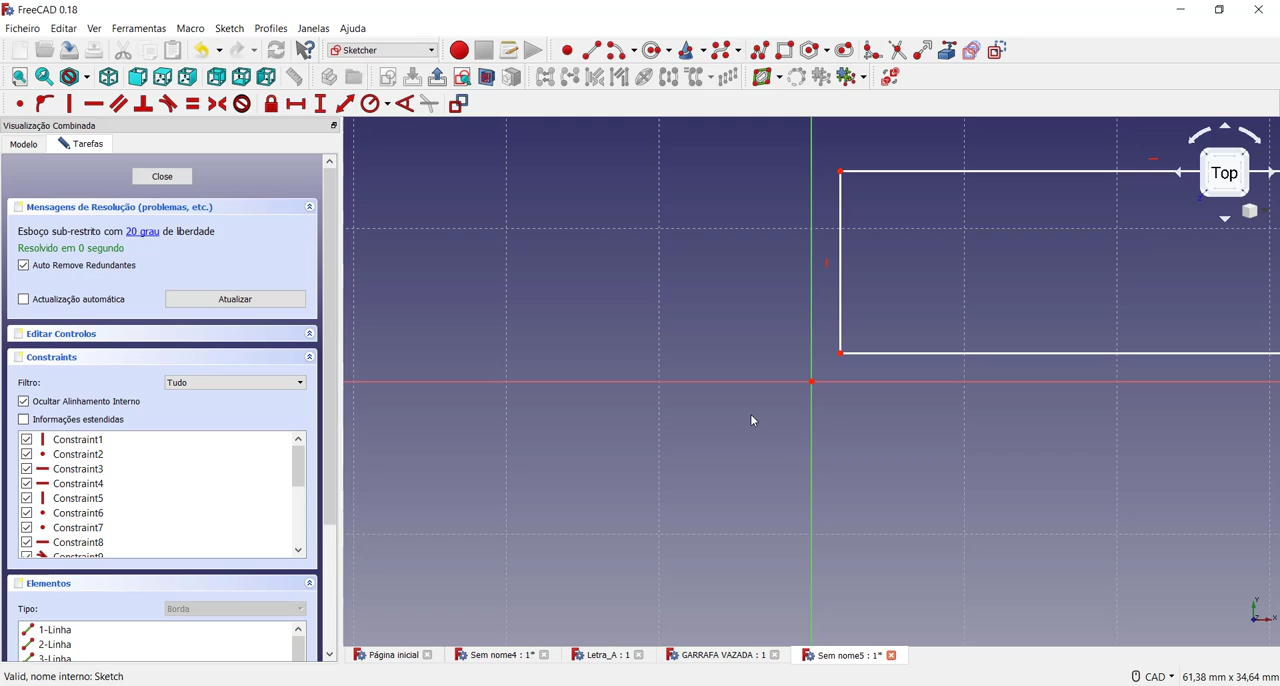 FreeCAD 0.18
Ficheiro Editar Ver Ferramentas Macro Sketch Profiles Janelas Ajuda
Sketcher
Visualização Combinada
Modelo Tarefas
Close
Mensagens de Resolução (problemas, etc.)
Esboço sub-restrito com 20 grau de liberdade
Resolvido em 0 segundo
Auto Remove Redundantes
Actualização automática Atualizar
Editar Controlos
Constraints
Filtro: Tudo
Ocultar Alinhamento Interno
Informações estendidas
Constraint1
Constraint2
Constraint3
Constraint4
Constraint5
Constraint6
Constraint7
Constraint8
Constraint9
Elementos
Tipo: Borda
1-Linha
2-Linha
3-Linha
Top
Z
Y
Z X
Página inicial Sem nome4 : 1* Letra_A : 1 GARRAFA VAZADA : 1 Sem nome5 : 1*
Valid, nome interno: Sketch CAD 61,38 mm x 34,64 mm